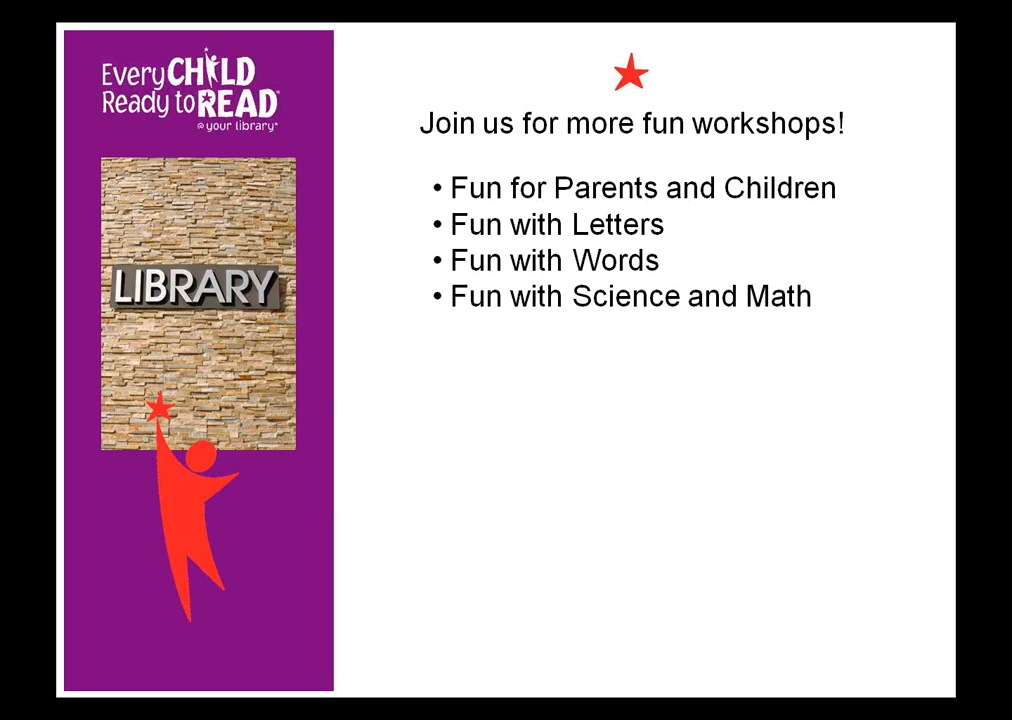 Every CHILD
Ready to READ®
@ your library®
LIBRARY
Join us for more fun workshops!
• Fun for Parents and Children
• Fun with Letters
• Fun with Words
• Fun with Science and Math